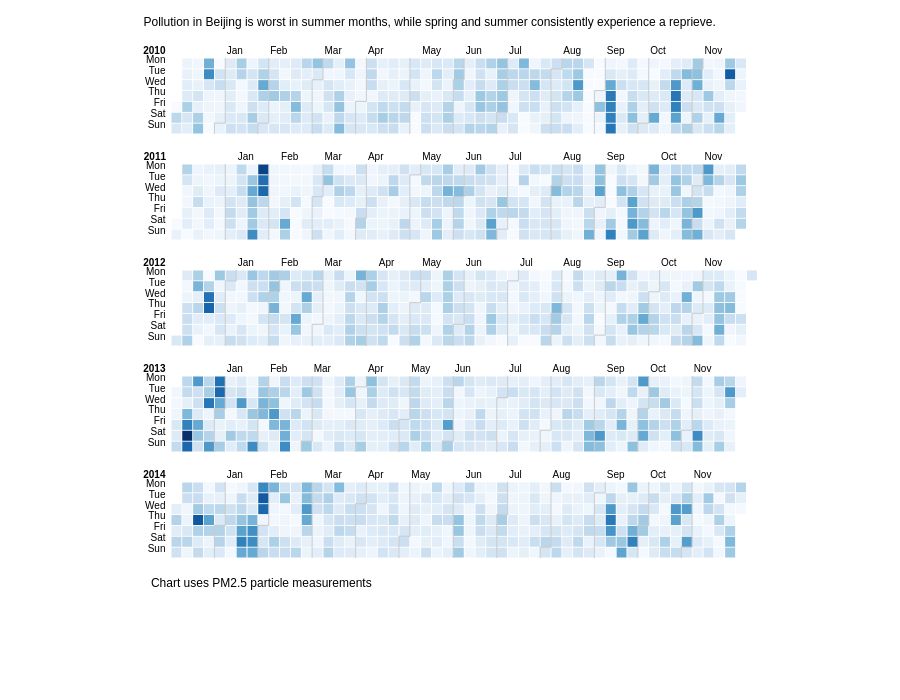 Pollution in Beijing is worst in summer months, while spring and summer consistently experience a reprieve.
2010 Jan Feb Mar Apr May Jun Jul Aug Sep Oct Nov
Mon
Tue
Wed
Thu
Fri
Sat
Sun
2011 Jan Feb Mar Apr May Jun Jul Aug Sep Oct Nov
Mon
Tue
Wed
Thu
Fri
Sat
Sun
2012 Jan Feb Mar Apr May Jun Jul Aug Sep Oct Nov
Mon
Tue
Wed
Thu
Fri
Sat
Sun
2013 Jan Feb Mar Apr May Jun Jul Aug Sep Oct Nov
Mon
Tue
Wed
Thu
Fri
Sat
Sun
2014 Jan Feb Mar Apr May Jun Jul Aug Sep Oct Nov
Mon
Tue
Wed
Thu
Fri
Sat
Sun
Chart uses PM2.5 particle measurements